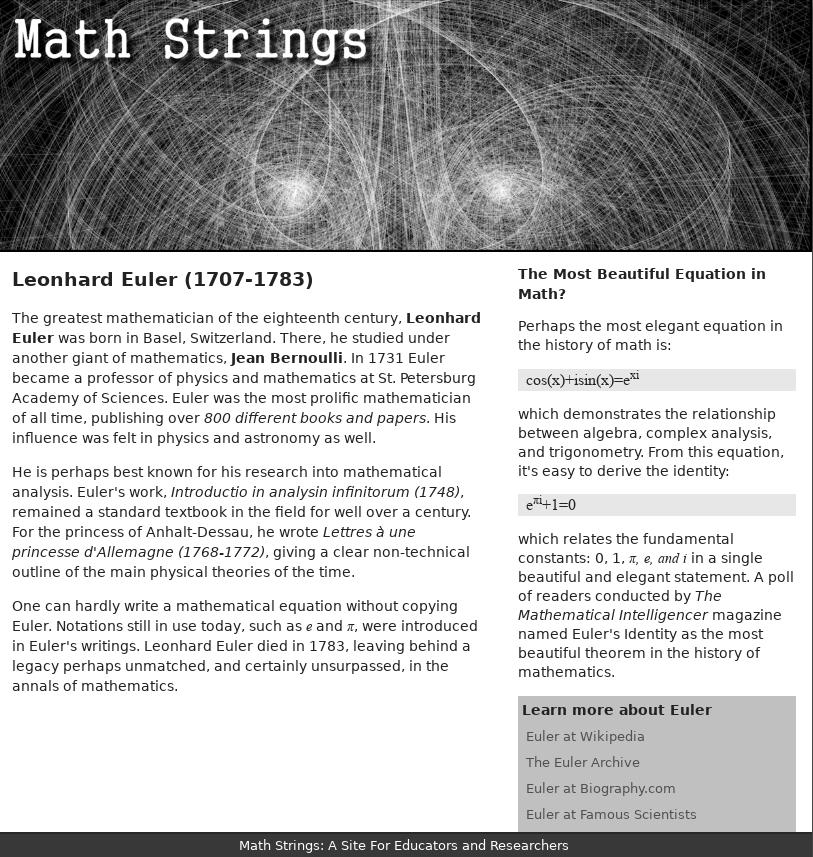 Math Strings
Leonhard Euler (1707-1783)
The greatest mathematician of the eighteenth century, Leonhard
Euler was born in Basel, Switzerland. There, he studied under
another giant of mathematics, Jean Bernoulli. In 1731 Euler
became a professor of physics and mathematics at St. Petersburg
Academy of Sciences. Euler was the most prolific mathematician
of all time, publishing over 800 different books and papers. His
influence was felt in physics and astronomy as well.
He is perhaps best known for his research into mathematical
analysis. Euler's work, Introductio in analysin infinitorum (1748),
remained a standard textbook in the field for well over a century.
For the princess of Anhalt-Dessau, he wrote Lettres à une
princesse d'Allemagne (1768-1772), giving a clear non-technical
outline of the main physical theories of the time.
One can hardly write a mathematical equation without copying
Euler. Notations still in use today, such as e and π, were introduced
in Euler's writings. Leonhard Euler died in 1783, leaving behind a
legacy perhaps unmatched, and certainly unsurpassed, in the
annals of mathematics.
The Most Beautiful Equation in
Math?
Perhaps the most elegant equation in
the history of math is:
cos(x)+isin(x)=e^xi
which demonstrates the relationship
between algebra, complex analysis,
and trigonometry. From this equation,
it's easy to derive the identity:
e^πi+1=0
which relates the fundamental
constants: 0, 1, π, e, and i in a single
beautiful and elegant statement. A poll
of readers conducted by The
Mathematical Intelligencer magazine
named Euler's Identity as the most
beautiful theorem in the history of
mathematics.
Learn more about Euler
Euler at Wikipedia
The Euler Archive
Euler at Biography.com
Euler at Famous Scientists
Math Strings: A Site For Educators and Researchers